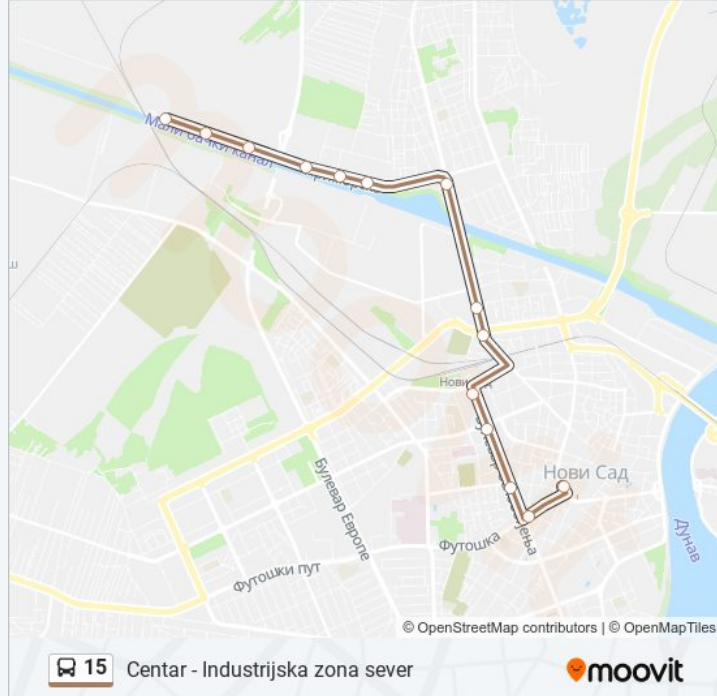 Мали бачки канал
Нови Сад
Булевар Европе
Футошка
Футошки пут
Дунав
© OpenStreetMap contributors | © OpenMapTiles
15 Centar - Industrijska zona sever
moovit